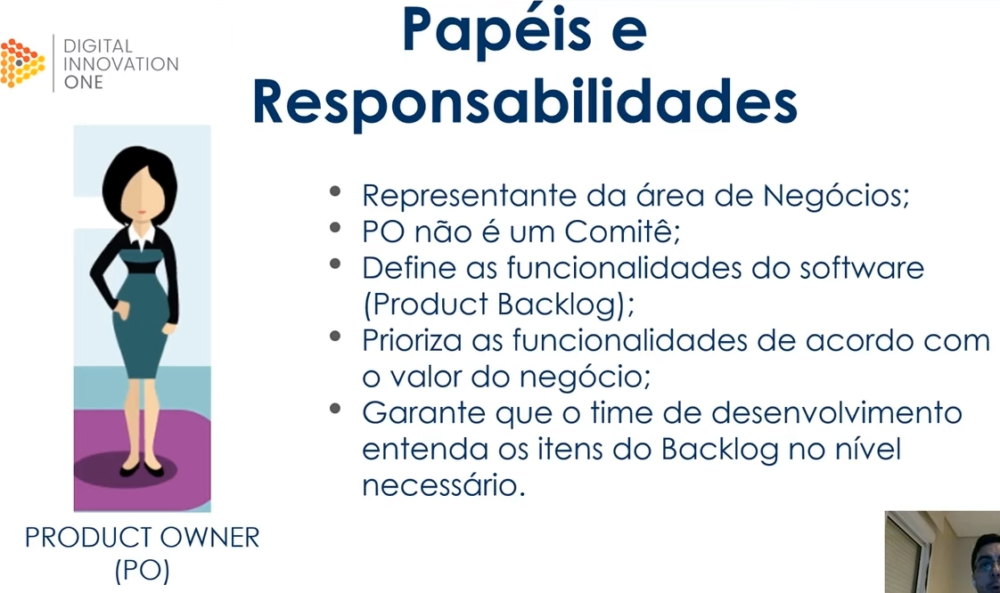 Papéis e
Responsabilidades
DIGITAL
INNOVATION
ONE
• Representante da área de Negócios;
• PO não é um Comitê;
• Define as funcionalidades do software
(Product Backlog);
• Prioriza as funcionalidades de acordo com
o valor do negócio;
• Garante que o time de desenvolvimento
entenda os itens do Backlog no nível
necessário.
PRODUCT OWNER
(PO)